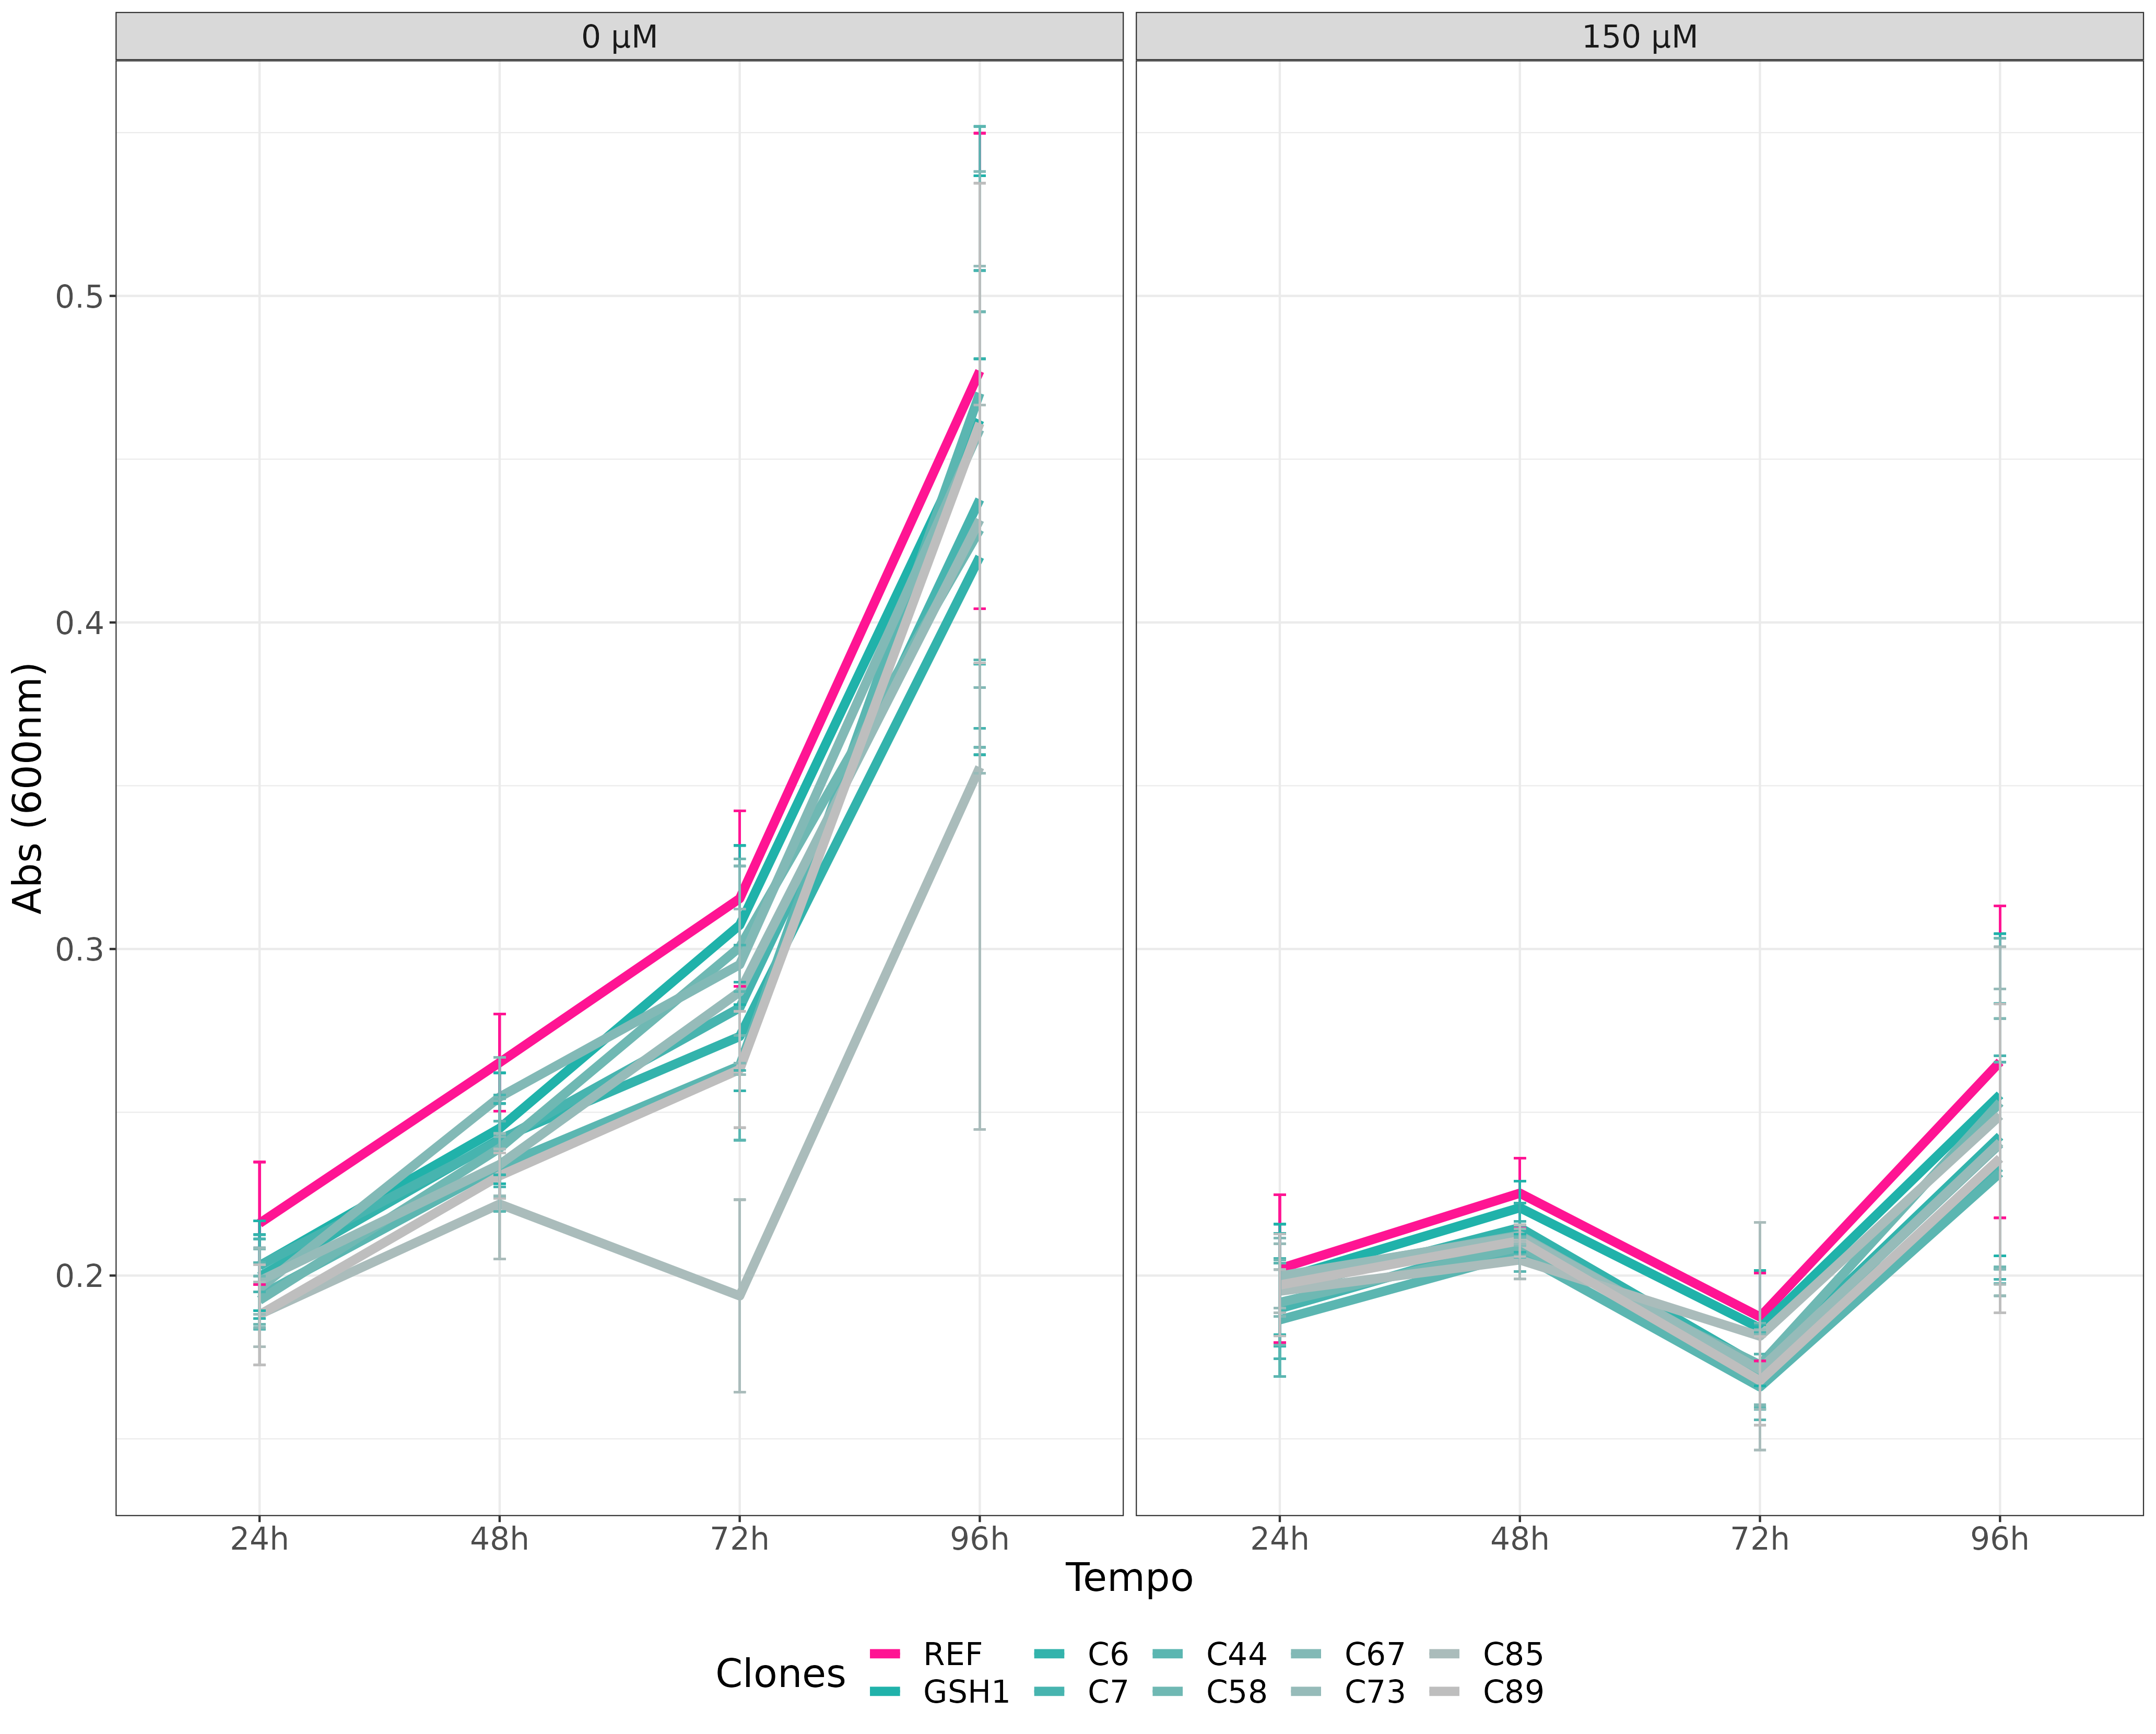 0 µM 150 µM
Abs (600nm)
0.5
0.4
0.3
0.2
24h 48h 72h 96h 24h 48h 72h 96h
Tempo
Clones
REF C6 C44 C67 C85
GSH1 C7 C58 C73 C89